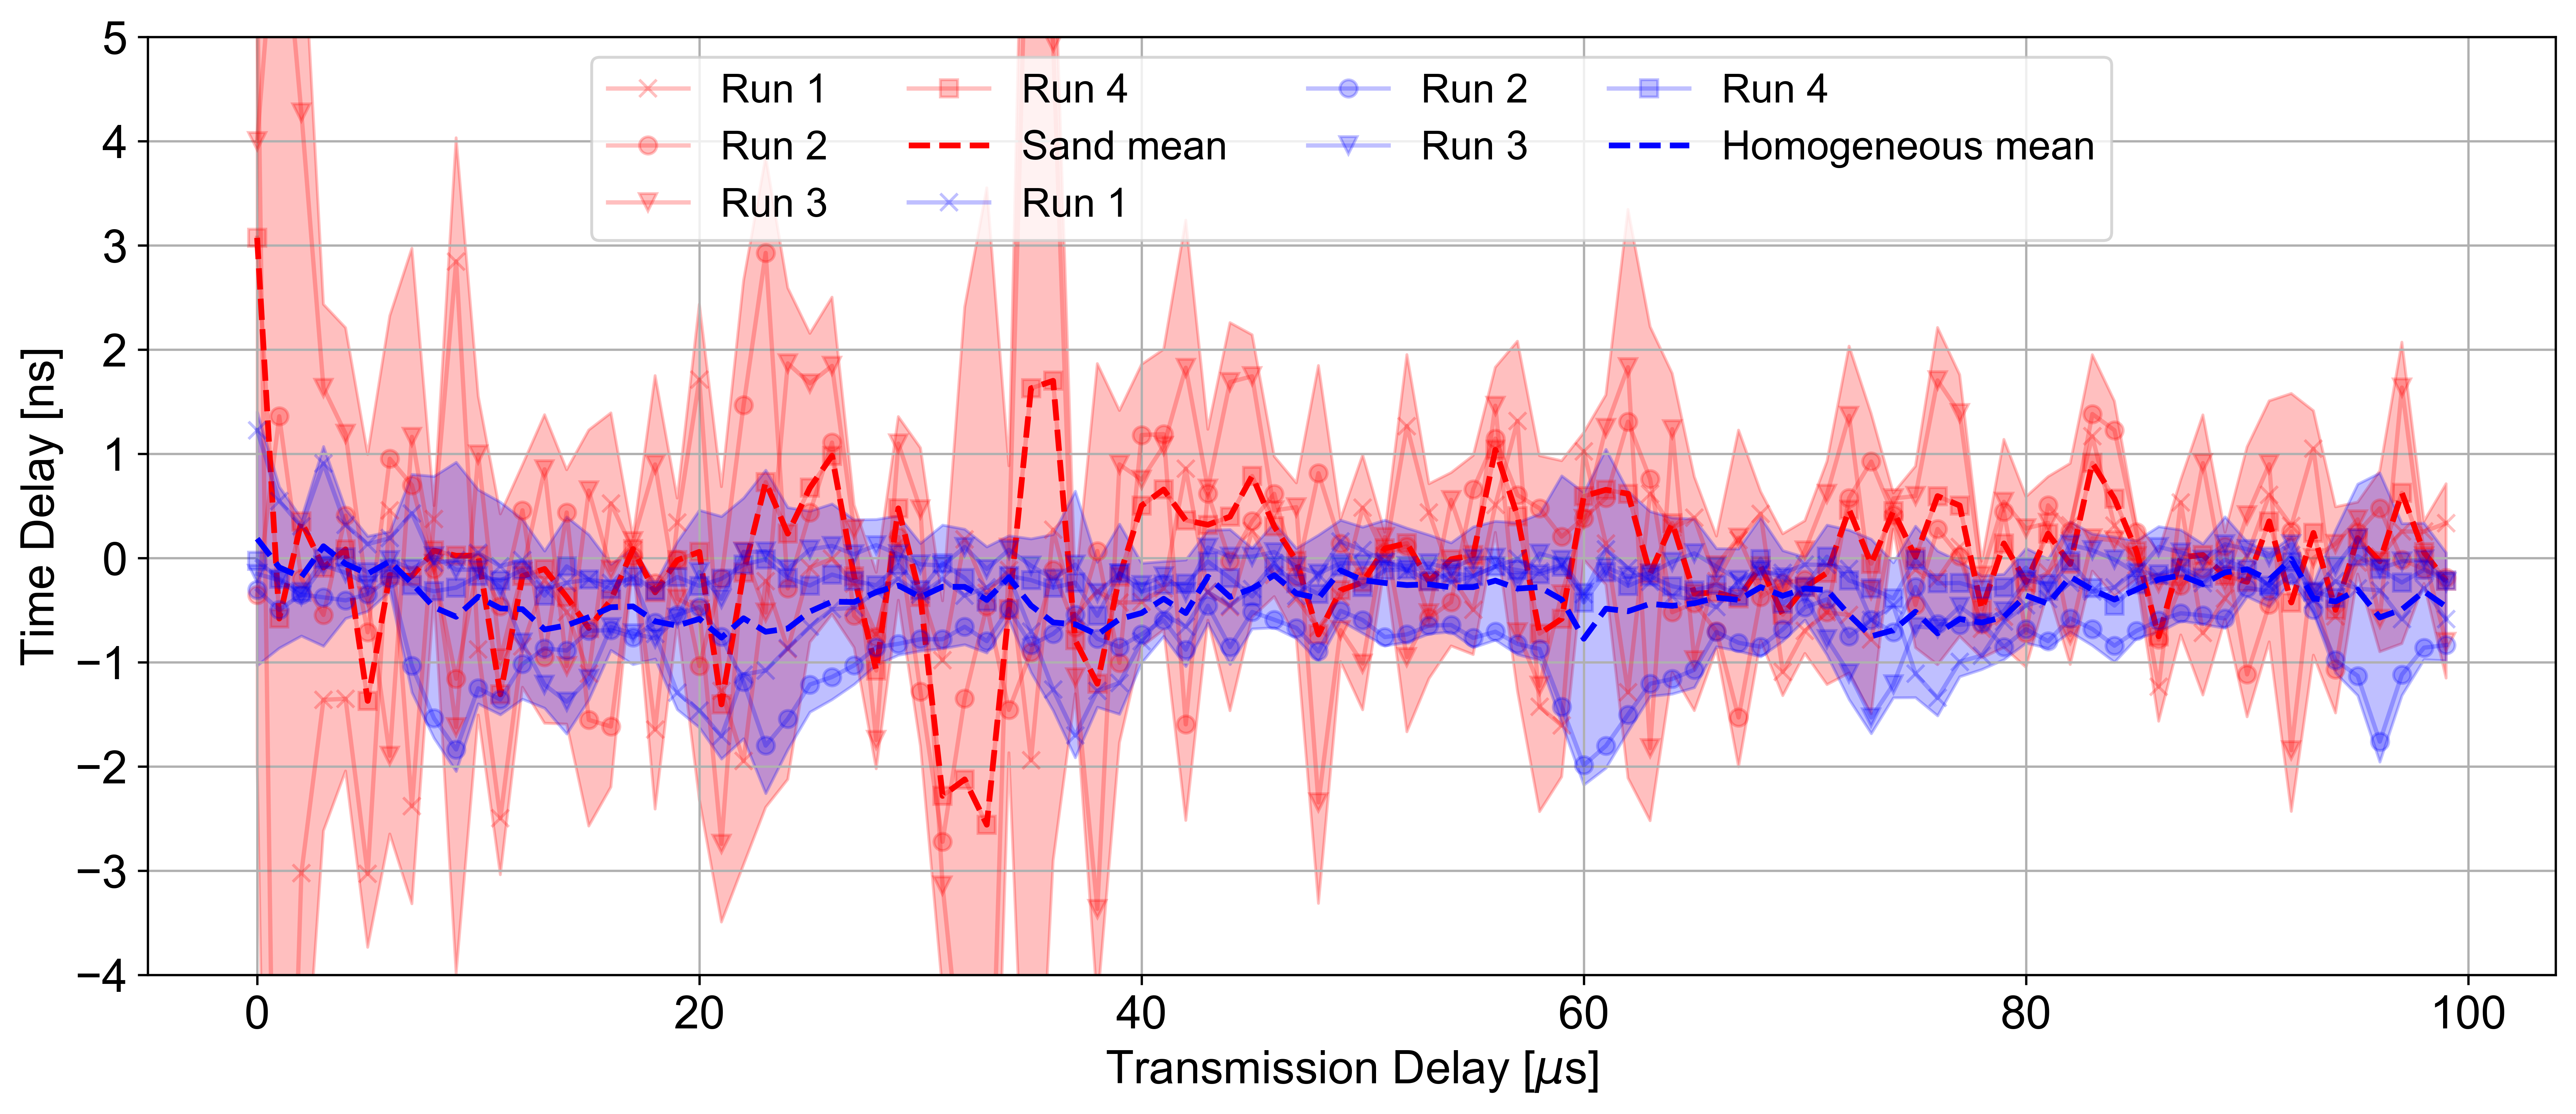 5
4
3
2
1
0
−1
−2
−3
−4
Time Delay [ns]
Run 1
Run 2
Run 3
Run 4
Sand mean
Run 1
Run 2
Run 3
Run 4
Homogeneous mean
0 20 40 60 80 100
Transmission Delay [μs]